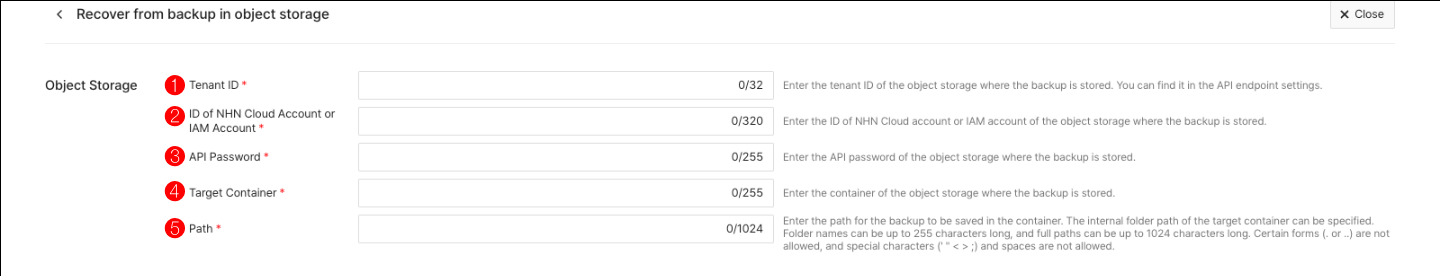 Recover from backup in object storage
Close
Object Storage
1 Tenant ID *
0/32
Enter the tenant ID of the object storage where the backup is stored. You can find it in the API endpoint settings.
2 ID of NHN Cloud Account or
IAM Account *
0/320
Enter the ID of NHN Cloud account or IAM account of the object storage where the backup is stored.
3 API Password *
0/255
Enter the API password of the object storage where the backup is stored.
4 Target Container *
0/255
Enter the container of the object storage where the backup is stored.
5 Path *
0/1024
Enter the path for the backup to be saved in the container. The internal folder path of the target container can be specified.
Folder names can be up to 255 characters long, and full paths can be up to 1024 characters long. Certain forms (. or ..) are not
allowed, and special characters (' " < > ;) and spaces are not allowed.